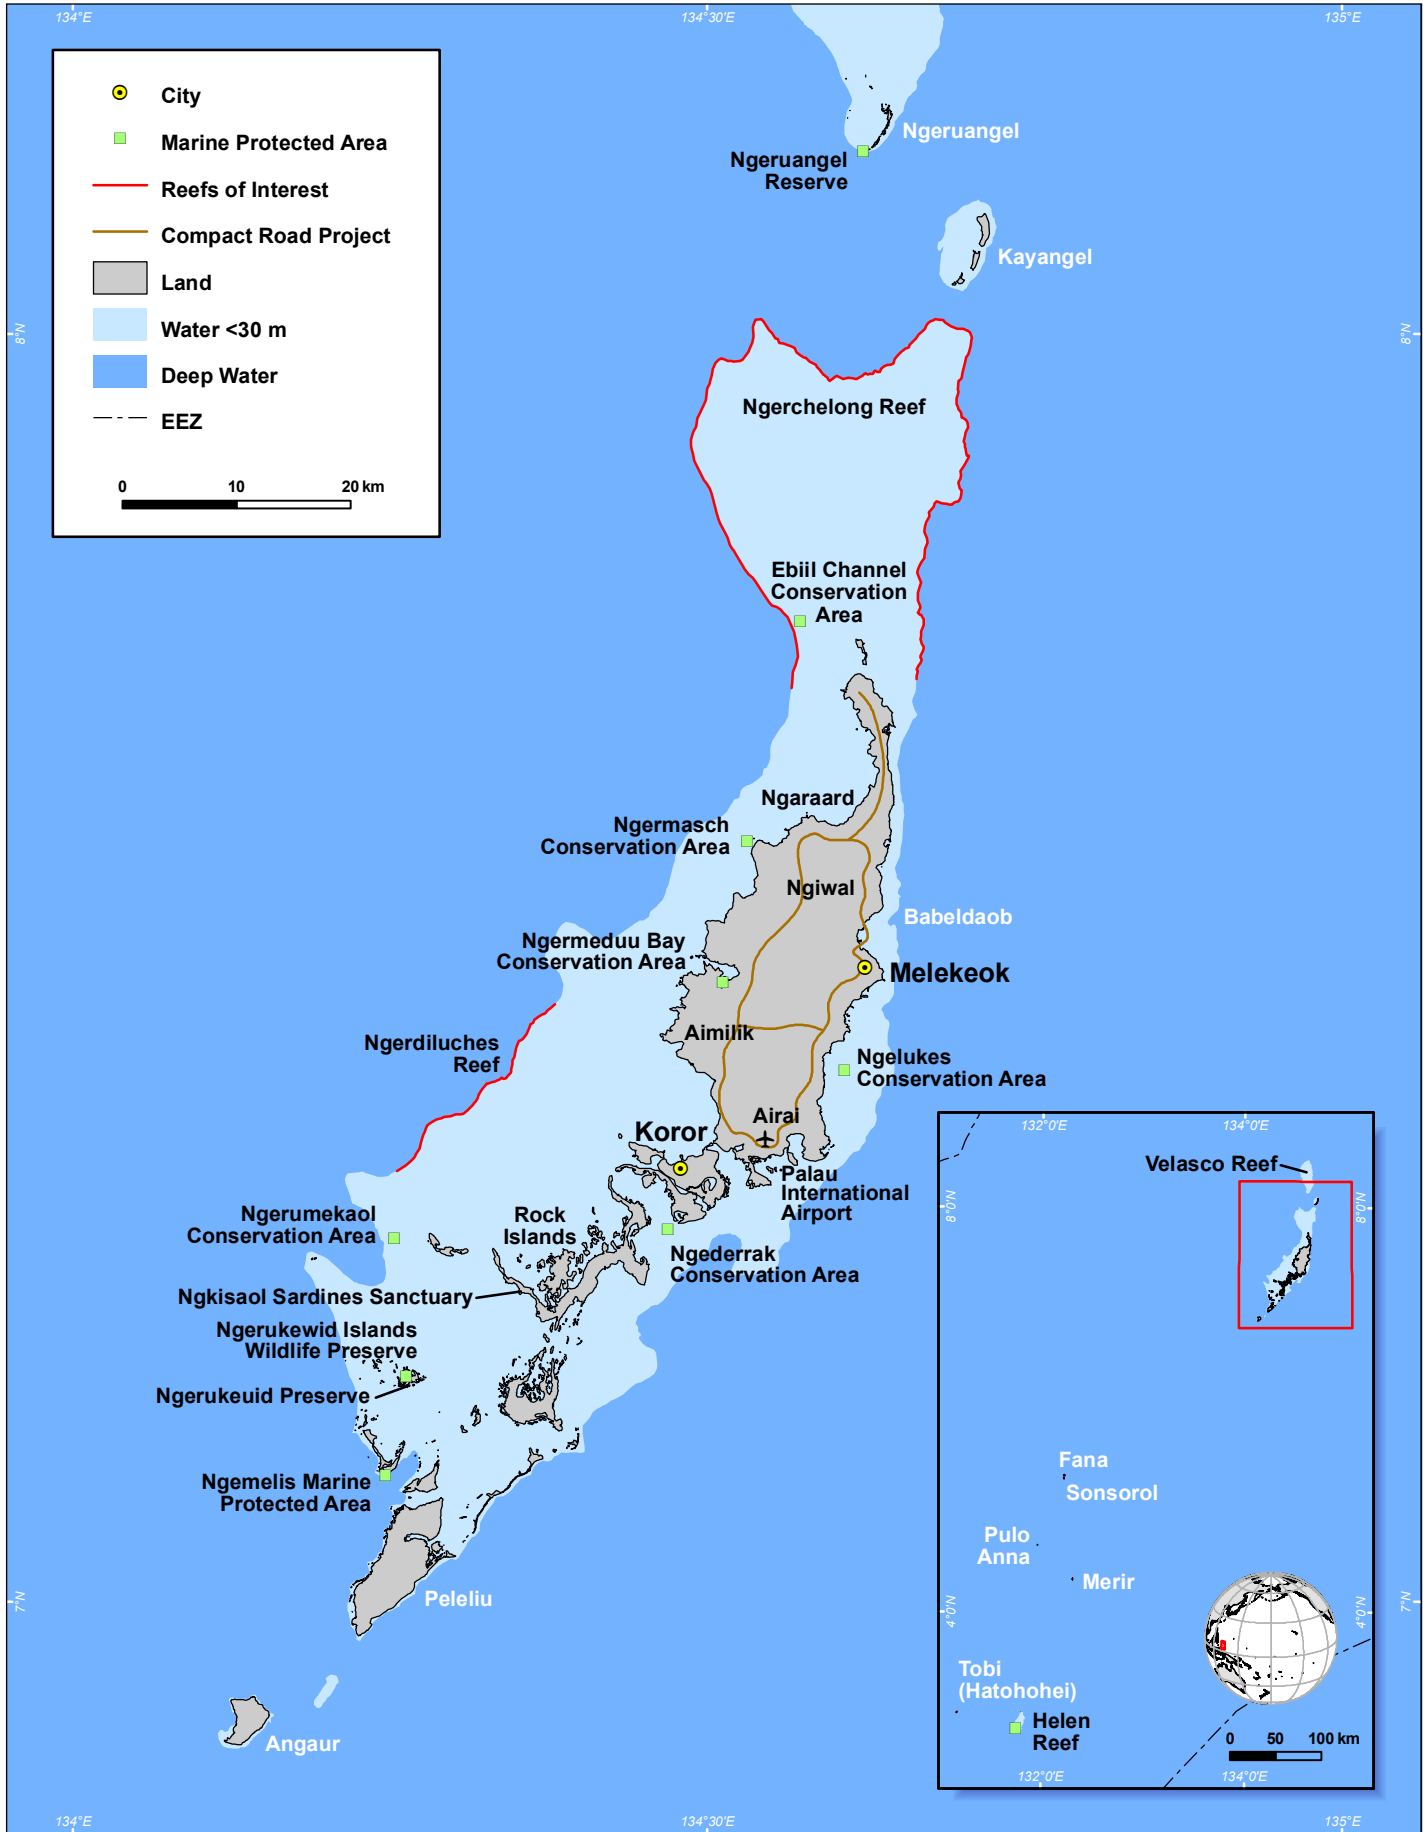 134°E
134°30'E
135°E
City
Marine Protected Area
Reefs of Interest
Compact Road Project
Land
Water <30 m
Deep Water
EEZ
0 10 20 km
Ngeruangel
Ngeruangel
Reserve
Kayangel
8°N
8°N
Ngerchelong Reef
Ebiil Channel
Conservation
Area
Ngaraard
Ngermasch
Conservation Area
Ngiwal
Babeldaob
Ngermeduu Bay
Conservation Area
Melekeok
Aimilik
Ngerdiluches
Reef
Ngelukes
Conservation Area
Airai
Koror
Palau
International
Airport
Ngerumekaol
Conservation Area
Rock
Islands
Ngederrak
Conservation Area
Ngkisaol Sardines Sanctuary
Ngerukewid Islands
Wildlife Preserve
Ngerukeuid Preserve
Ngemelis Marine
Protected Area
Peleliu
Angaur
7°N
7°N
132°0'E
134°0'E
Velasco Reef
8°0'N
8°0'N
Fana
Sonsorol
Pulo
Anna
Merir
4°0'N
4°0'N
Tobi
(Hatohohei)
Helen
Reef
0 50 100 km
132°0'E
134°0'E
134°E
134°30'E
135°E